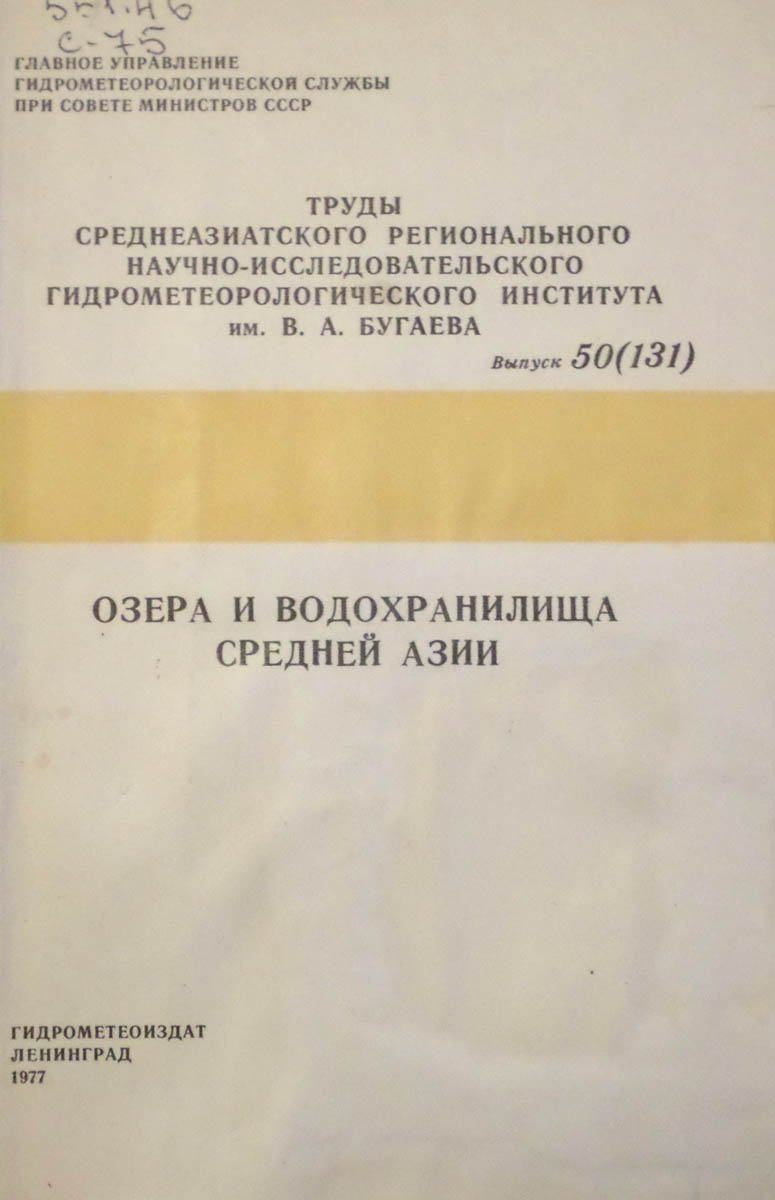 551.46
С-75
ГЛАВНОЕ УПРАВЛЕНИЕ
ГИДРОМЕТЕОРОЛОГИЧЕСКОЙ СЛУЖБЫ
ПРИ СОВЕТЕ МИНИСТРОВ СССР
ТРУДЫ
СРЕДНЕАЗИАТСКОГО РЕГИОНАЛЬНОГО
НАУЧНО-ИССЛЕДОВАТЕЛЬСКОГО
ГИДРОМЕТЕОРОЛОГИЧЕСКОГО ИНСТИТУТА
им. В. А. БУГАЕВА
Выпуск 50(131)
ОЗЕРА И ВОДОХРАНИЛИЩА
СРЕДНЕЙ АЗИИ
ГИДРОМЕТЕОИЗДАТ
ЛЕНИНГРАД
1977